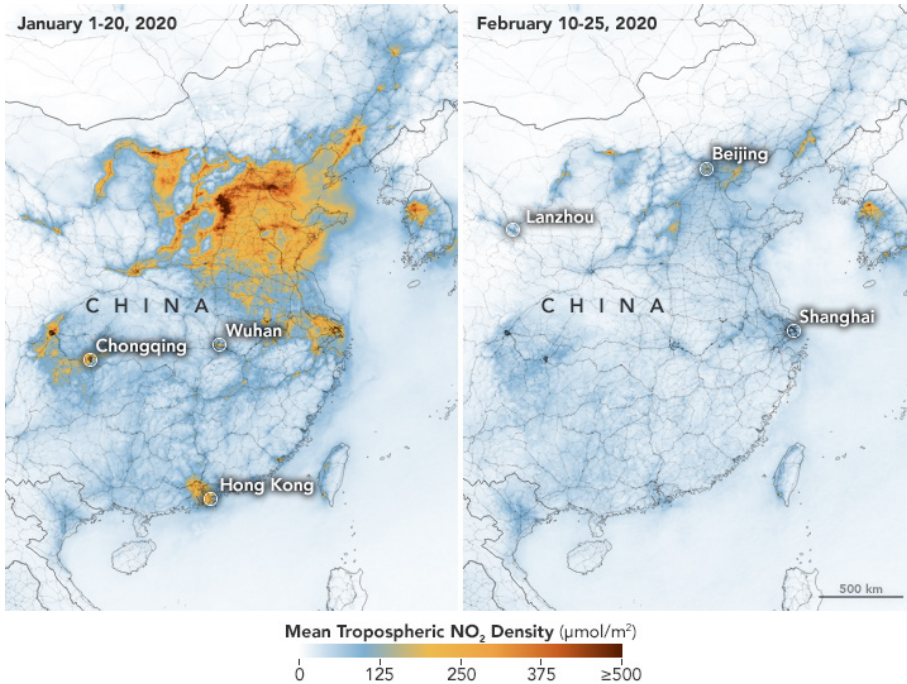 January 1-20, 2020
CHINA
Wuhan
Chongqing
Hong Kong
February 10-25, 2020
Beijing
Lanzhou
CHINA
Shanghai
500 km
Mean Tropospheric NO₂ Density (µmol/m²)
0 125 250 375 ≥500